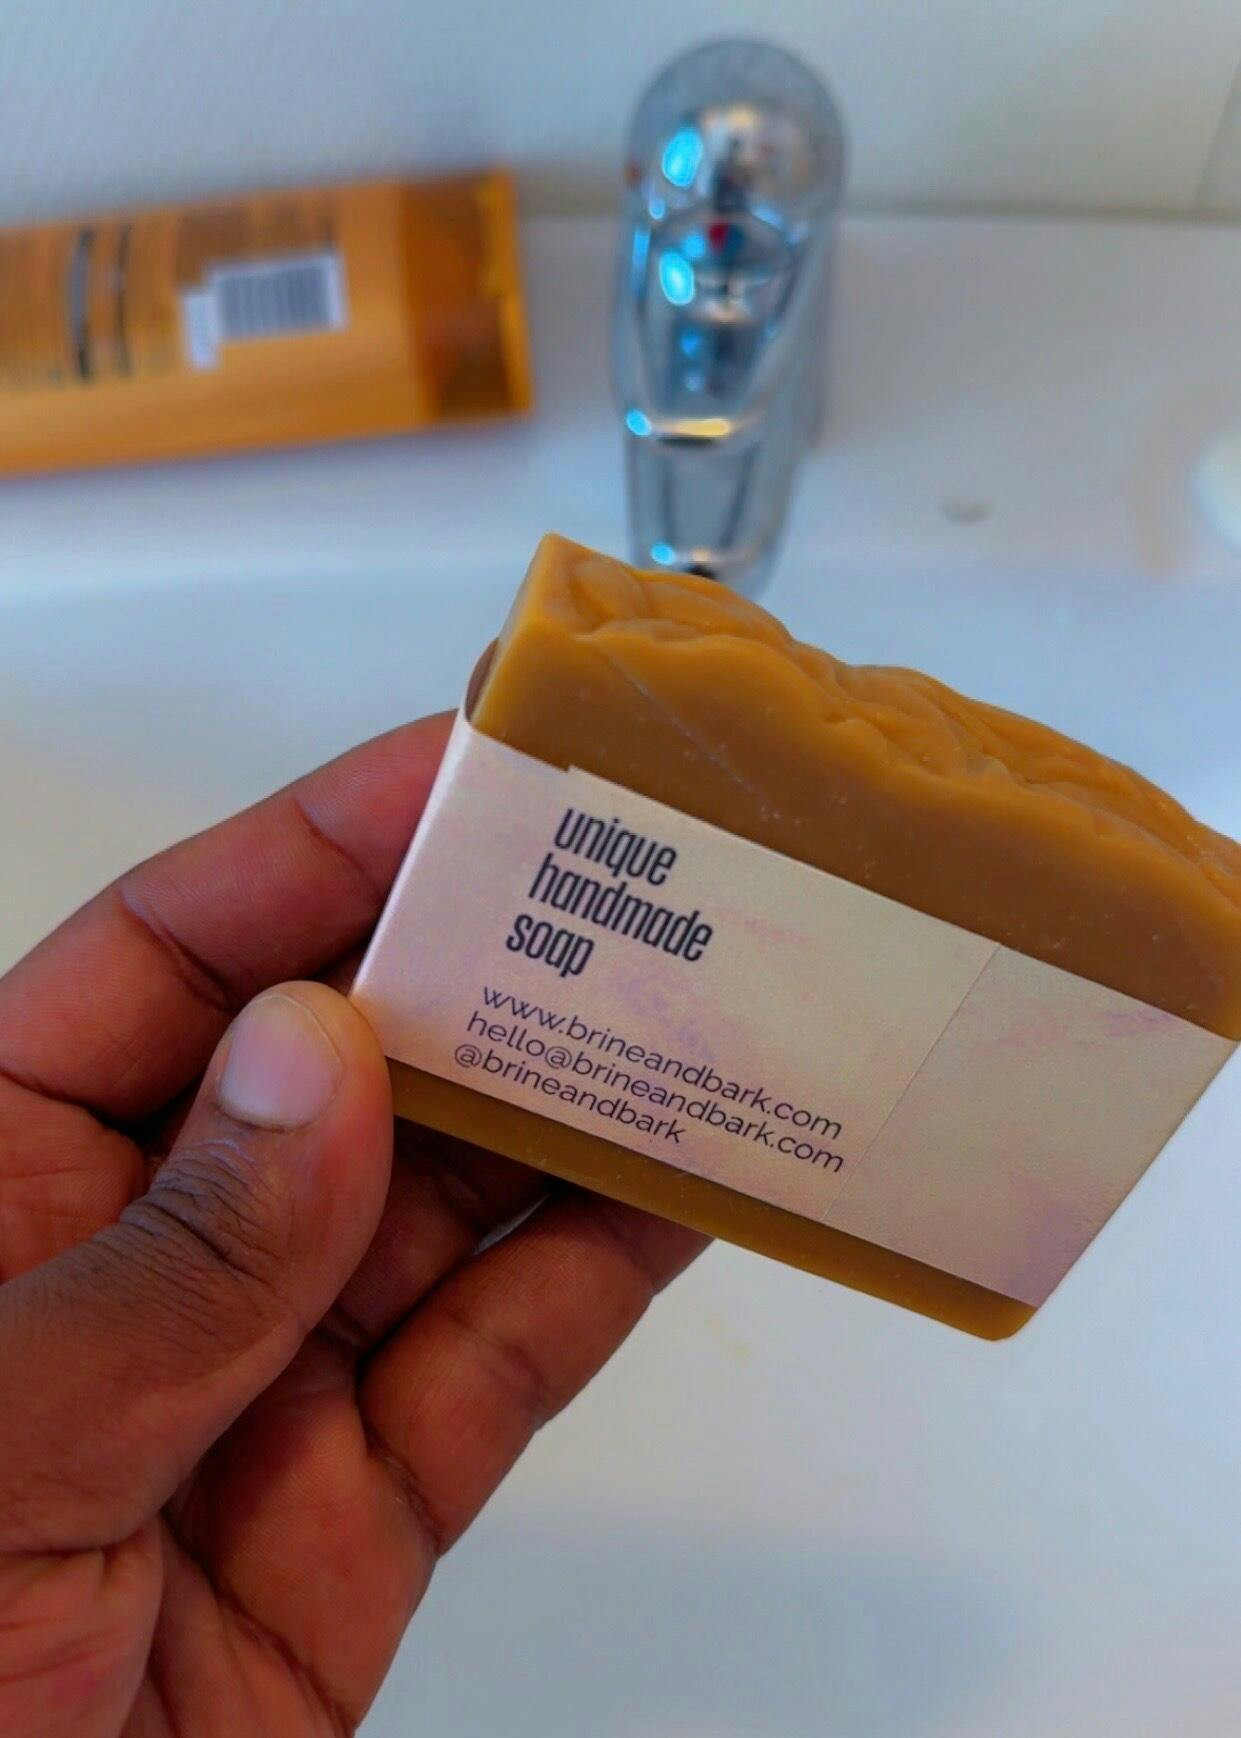 unique
handmade
soap
www.brineandbark.com
hello@brineandbark.com
@brineandbark